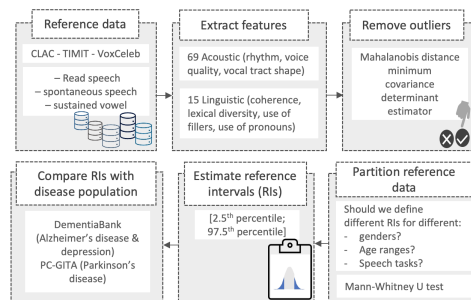 Reference data
CLAC - TIMIT - VoxCeleb
– Read speech
– spontaneous speech
- sustained vowel
Extract features
69 Acoustic (rhythm, voice
quality, vocal tract shape)
15 Linguistic (coherence,
lexical diversity, use of
fillers, use of pronouns)
Remove outliers
Mahalanobis distance
minimum
covariance
determinant
estimator
Compare RIs with
disease population
DementiaBank
(Alzheimer's disease &
depression)
PC-GITA (Parkinson's
disease)
Estimate reference
intervals (RIs)
[2.5th percentile;
97.5th percentile]
Partition reference
data
Should we define
different RIs for different:
- genders?
- Age ranges?
- Speech tasks?
Mann-Whitney U test